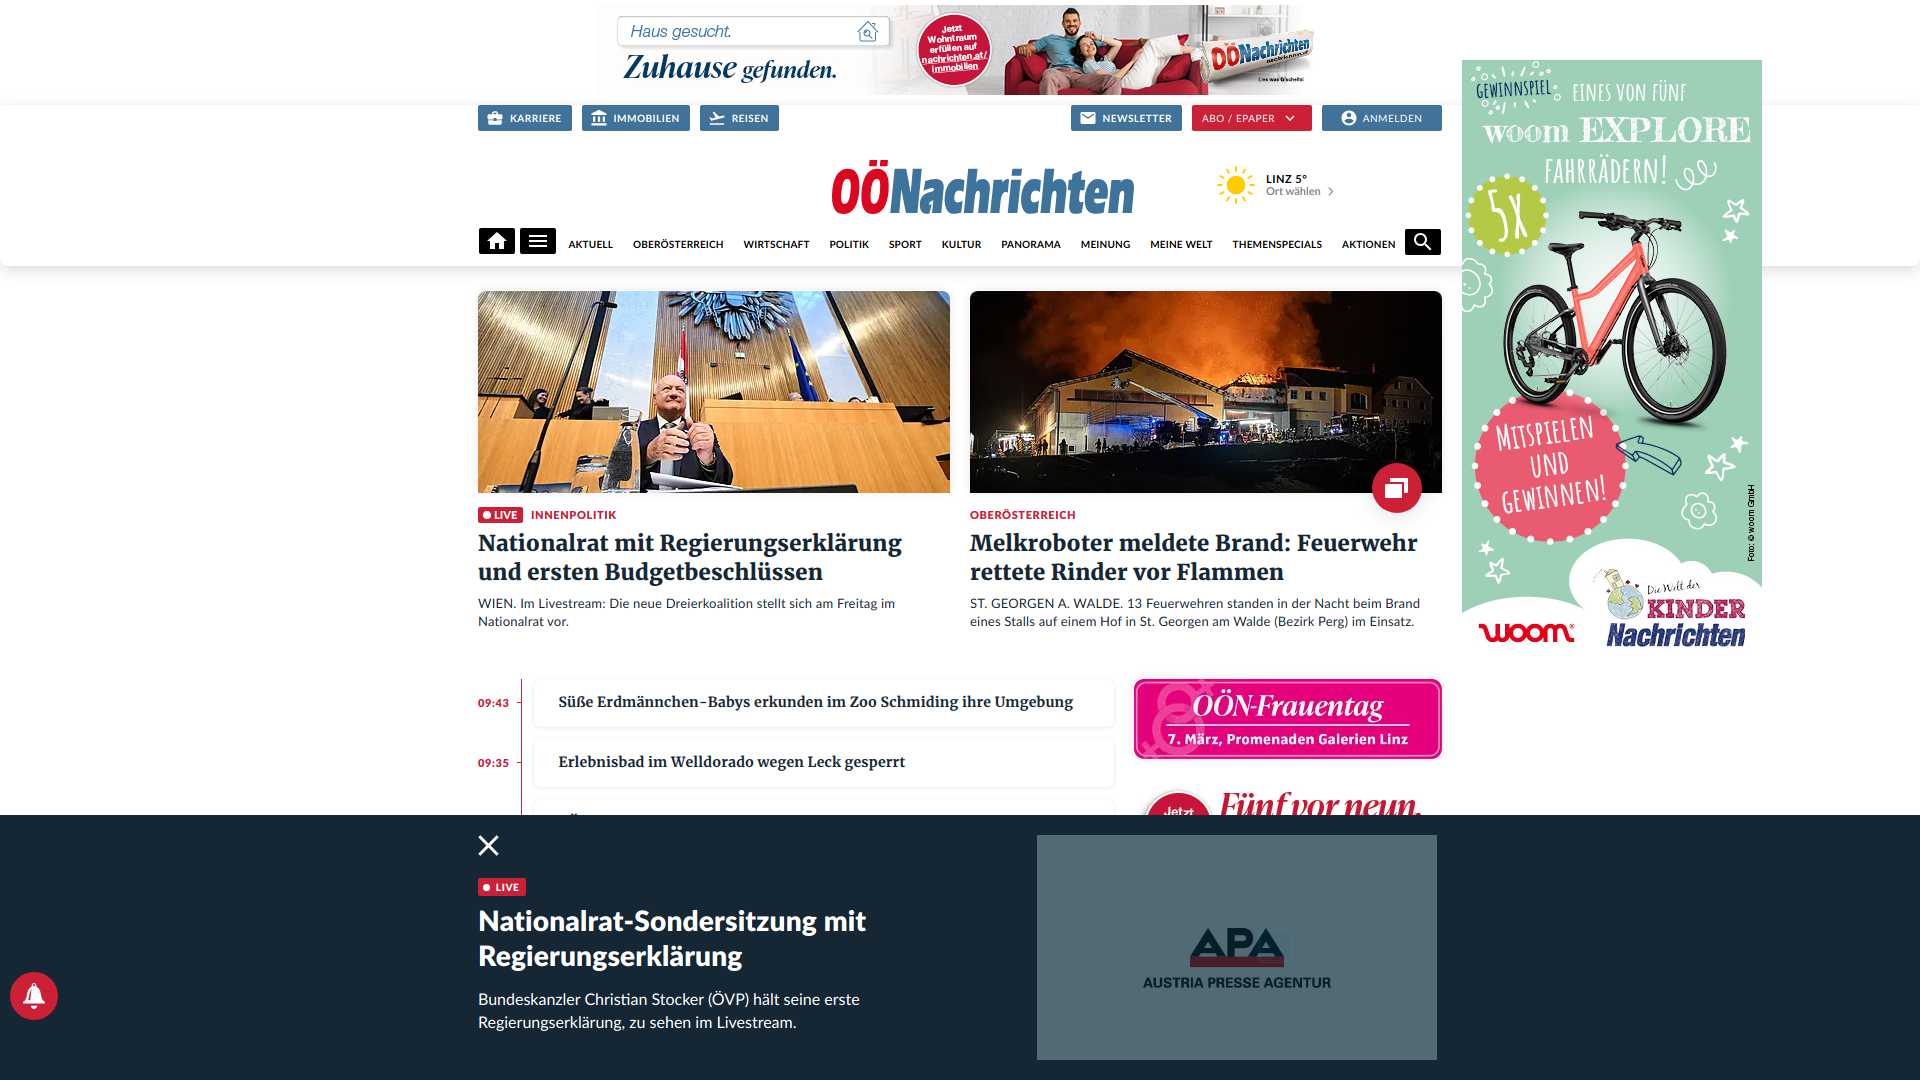 Haus gesucht.
Zuhause gefunden.
Jetzt
Wohntraum
erfüllen auf
nachrichten.at/
immobilien
OÖNachrichten
Lies was G'scheits!
KARRIERE
IMMOBILIEN
REISEN
NEWSLETTER
ABO / EPAPER
ANMELDEN
OÖNachrichten
LINZ 5°
Ort wählen
AKTUELL
OBERÖSTERREICH
WIRTSCHAFT
POLITIK
SPORT
KULTUR
PANORAMA
MEINUNG
MEINE WELT
THEMENSPECIALS
AKTIONEN
GEWINNSPIEL
EINES VON FÜNF
woom EXPLORE
FAHRRÄDERN!
5X
MITSPIELEN
UND
GEWINNEN!
Foto: © woom GmbH
woom
Die Welt der
KINDER
Nachrichten
LIVE INNENPOLITIK
Nationalrat mit Regierungserklärung
und ersten Budgetbeschlüssen
WIEN. Im Livestream: Die neue Dreierkoalition stellt sich am Freitag im
Nationalrat vor.
OBERÖSTERREICH
Melkroboter meldete Brand: Feuerwehr
rettete Rinder vor Flammen
ST. GEORGEN A. WALDE. 13 Feuerwehren standen in der Nacht beim Brand
eines Stalls auf einem Hof in St. Georgen am Walde (Bezirk Perg) im Einsatz.
09:43 Süße Erdmännchen-Babys erkunden im Zoo Schmiding ihre Umgebung
09:35 Erlebnisbad im Welldorado wegen Leck gesperrt
OÖN-Frauentag
7. März, Promenaden Galerien Linz
Jetzt
Fünf vor neun.
LIVE
Nationalrat-Sondersitzung mit
Regierungserklärung
Bundeskanzler Christian Stocker (ÖVP) hält seine erste
Regierungserklärung, zu sehen im Livestream.
APA
AUSTRIA PRESSE AGENTUR